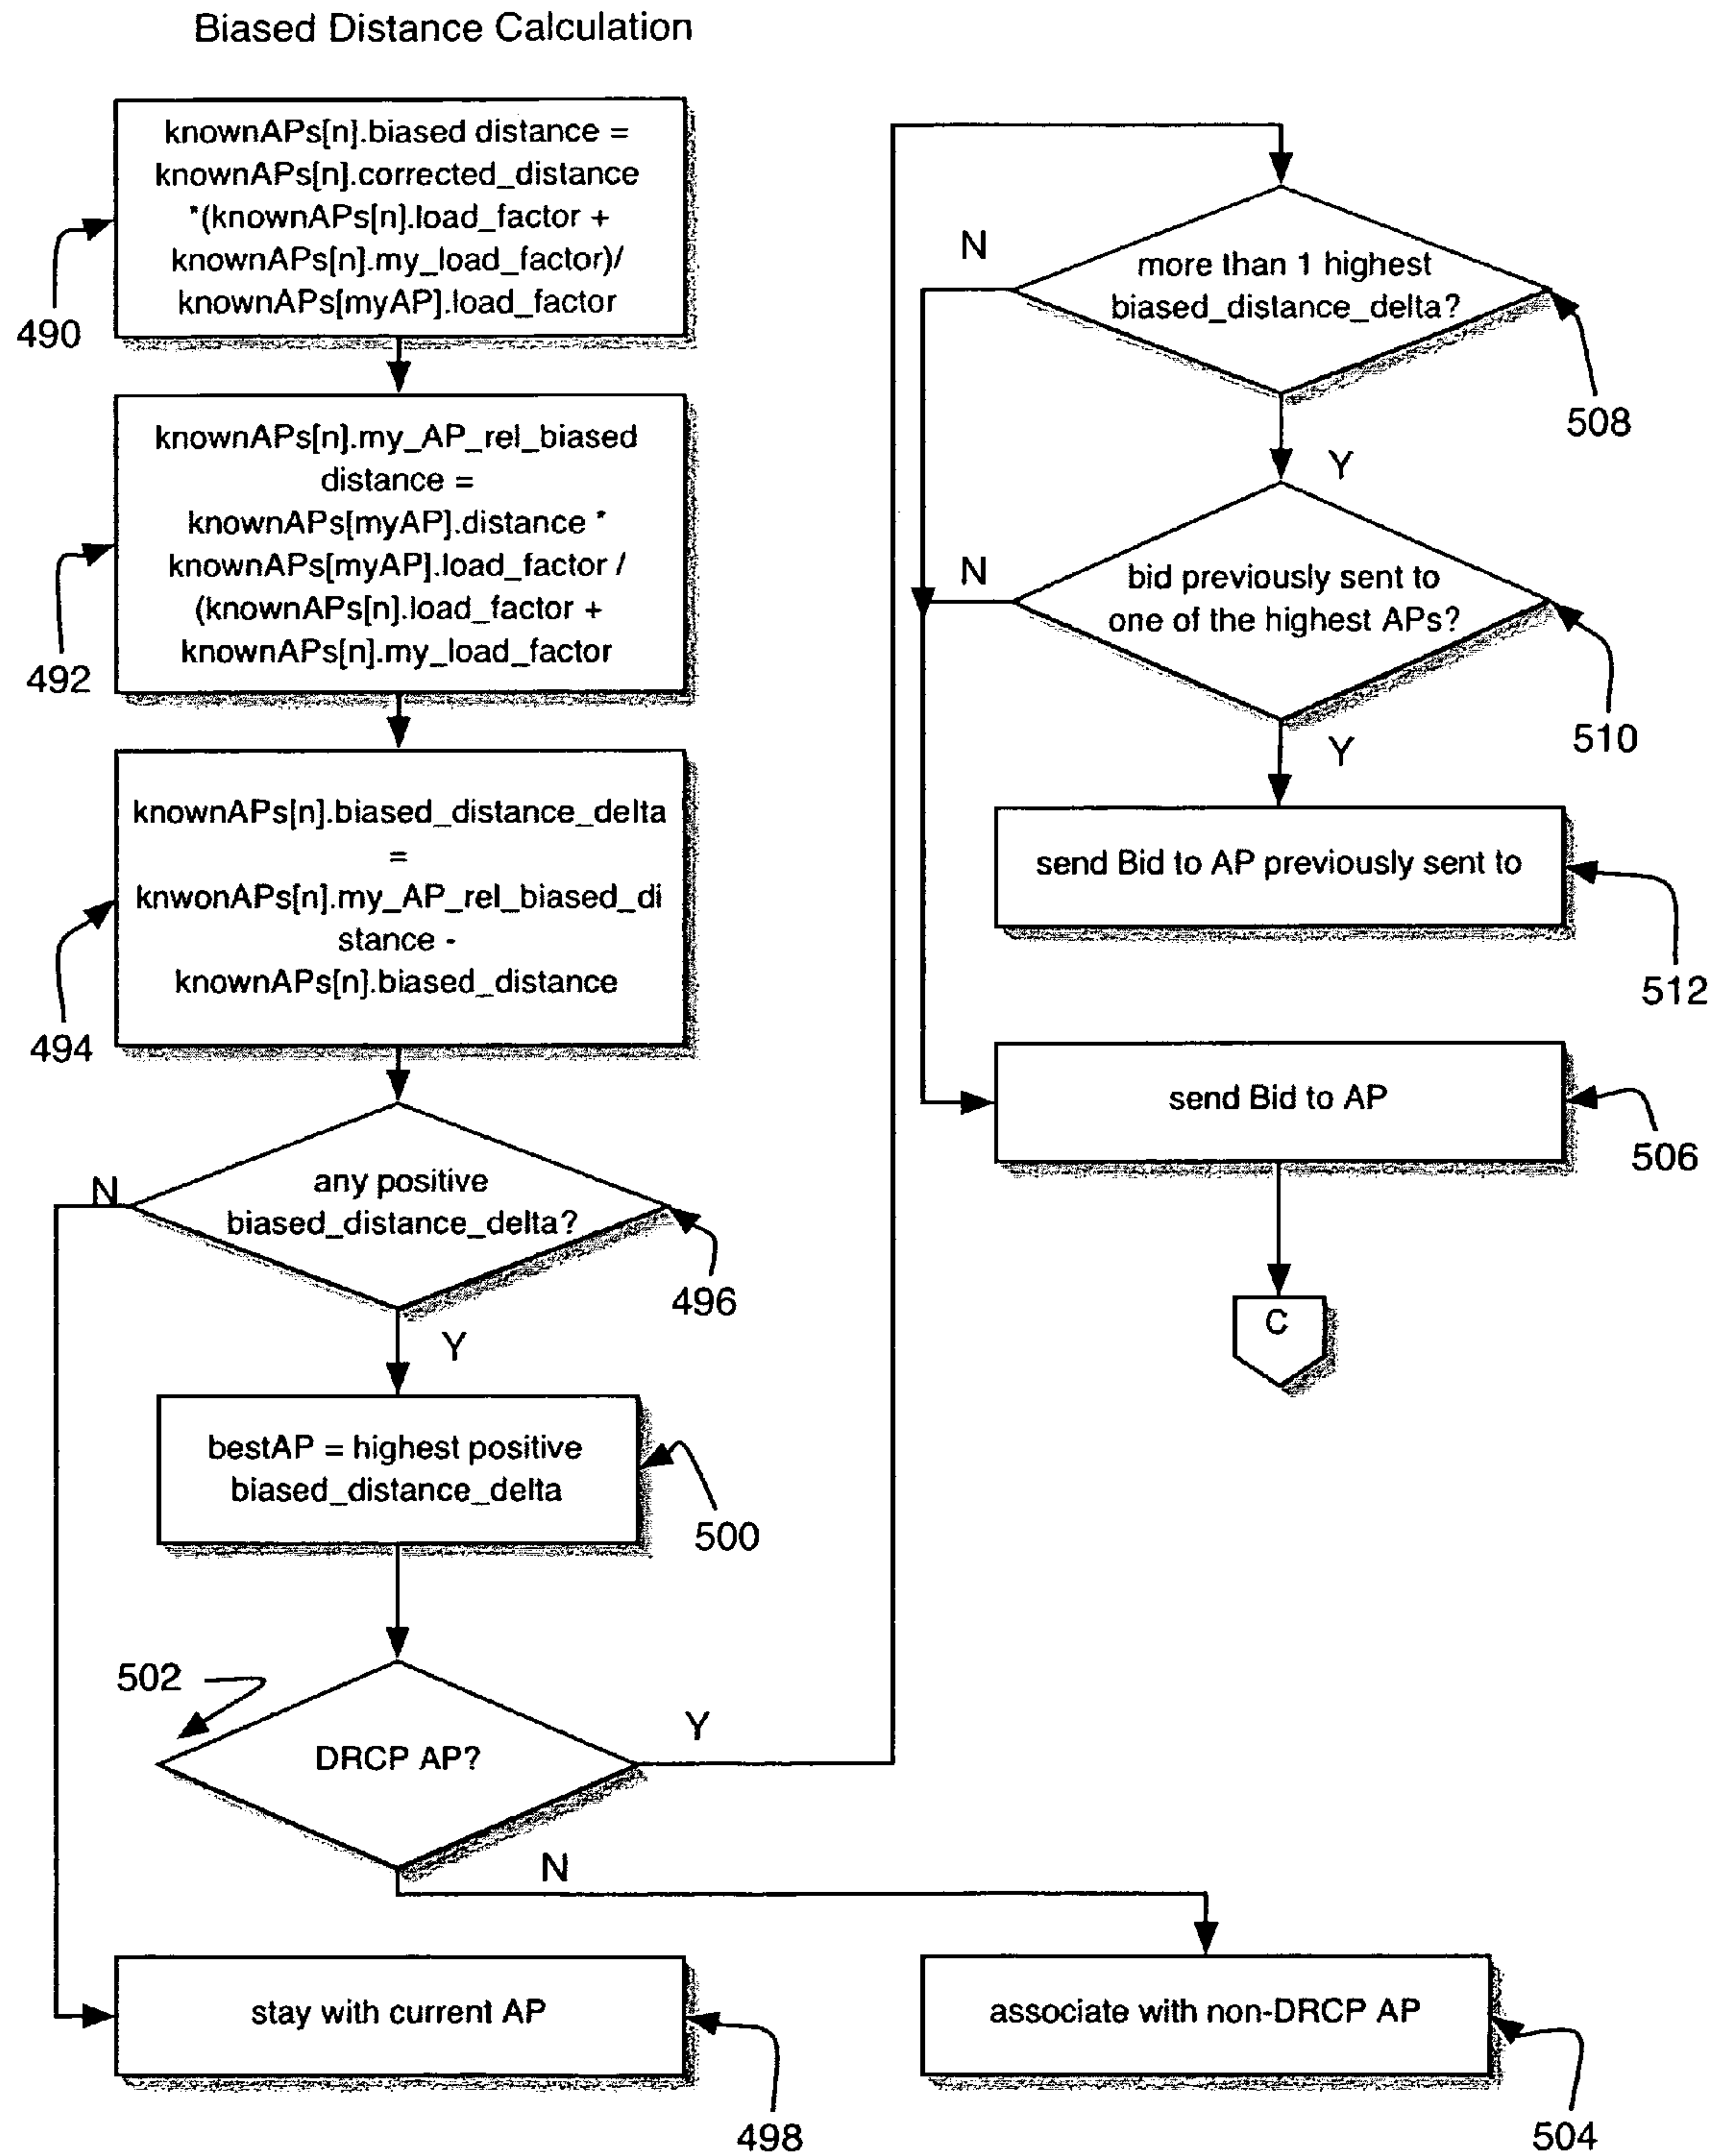 Biased Distance Calculation
knownAPs[n].biased distance =
knownAPs[n].corrected_distance
*(knownAPs[n].load_factor +
knownAPs[n].my_load_factor)/
knownAPs[myAP].load_factor
490
knownAPs[n].my_AP_rel_biased
distance =
knownAPs[myAP].distance *
knownAPs[myAP].load_factor /
(knownAPs[n].load_factor +
knownAPs[n].my_load_factor
492
knownAPs[n].biased_distance_delta
=
knwonAPs[n].my_AP_rel_biased_di
stance -
knownAPs[n].biased_distance
494
any positive
biased_distance_delta?
N
496
Y
bestAP = highest positive
biased_distance_delta
500
502
DRCP AP?
Y
N
stay with current AP
498
associate with non-DRCP AP
504
more than 1 highest
biased_distance_delta?
N
508
Y
bid previously sent to
one of the highest APs?
N
510
Y
send Bid to AP previously sent to
512
send Bid to AP
506
C